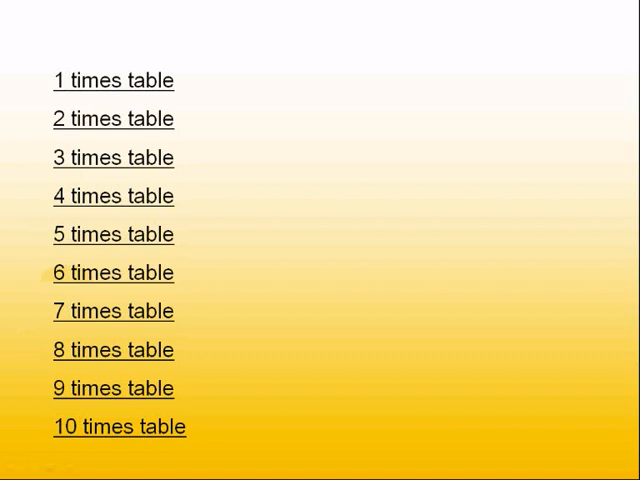 1 times table
2 times table
3 times table
4 times table
5 times table
6 times table
7 times table
8 times table
9 times table
10 times table